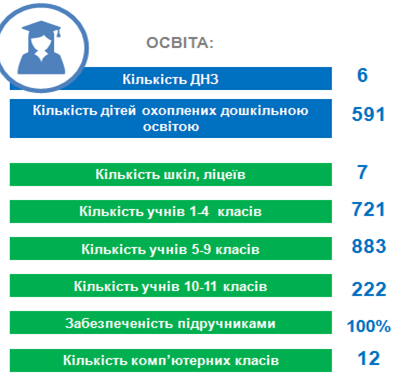 ОСВІТА:
Кількість ДНЗ 6
Кількість дітей охоплених дошкільною
освітою 591
Кількість шкіл, ліцеїв 7
Кількість учнів 1-4 класів 721
Кількість учнів 5-9 класів 883
Кількість учнів 10-11 класів 222
Забезпеченість підручниками 100%
Кількість комп’ютерних класів 12